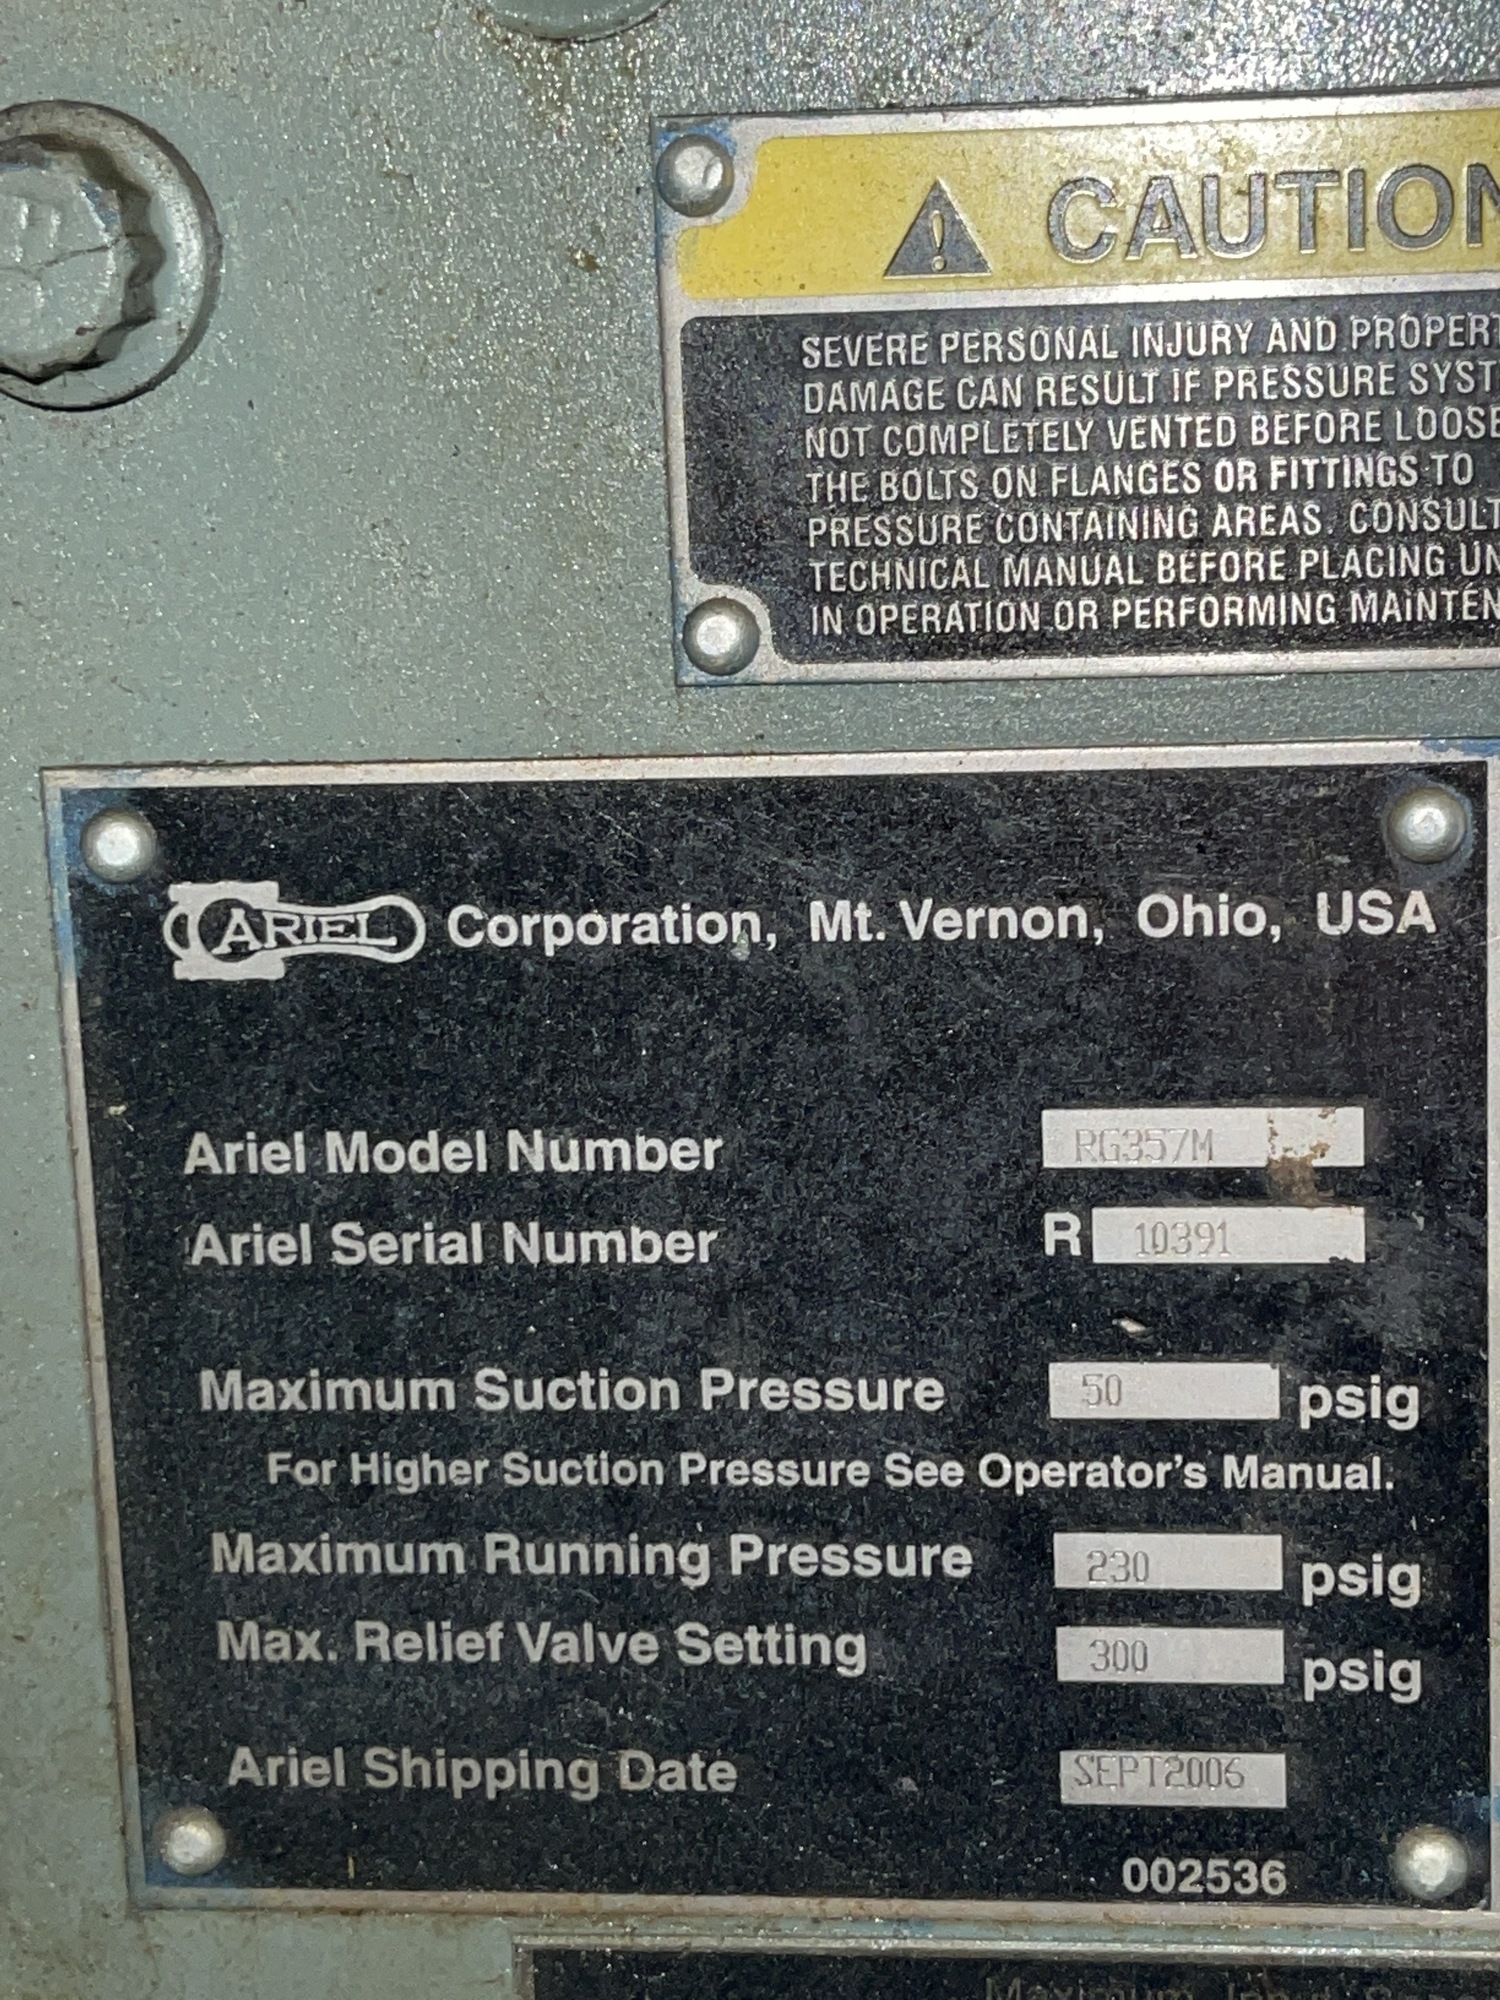 CAUTION
SEVERE PERSONAL INJURY AND PROPERT
DAMAGE CAN RESULT IF PRESSURE SYST
NOT COMPLETELY VENTED BEFORE LOOSE
THE BOLTS ON FLANGES OR FITTINGS TO
PRESSURE CONTAINING AREAS. CONSULT
TECHNICAL MANUAL BEFORE PLACING UN
IN OPERATION OR PERFORMING MAINTEN
ARIEL Corporation, Mt. Vernon, Ohio, USA
Ariel Model Number RG357M
Ariel Serial Number R 10391
Maximum Suction Pressure 50 psig
For Higher Suction Pressure See Operator's Manual.
Maximum Running Pressure 230 psig
Max. Relief Valve Setting 300 psig
Ariel Shipping Date SEPT2006
002536
Maximum